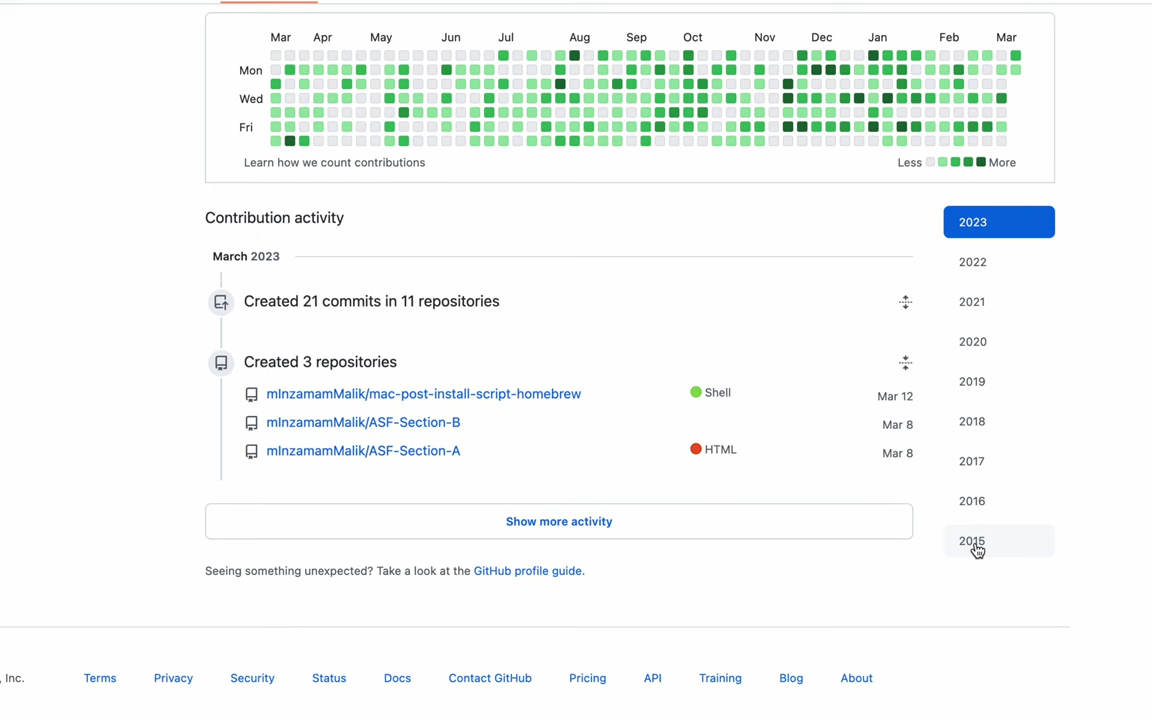 Mar Apr May Jun Jul Aug Sep Oct Nov Dec Jan Feb Mar
Mon
Wed
Fri
Learn how we count contributions
Less More
Contribution activity
2023
2022
2021
2020
2019
2018
2017
2016
2015
March 2023
Created 21 commits in 11 repositories
Created 3 repositories
mInzamamMalik/mac-post-install-script-homebrew Shell Mar 12
mInzamamMalik/ASF-Section-B Mar 8
mInzamamMalik/ASF-Section-A HTML Mar 8
Show more activity
Seeing something unexpected? Take a look at the GitHub profile guide.
, Inc. Terms Privacy Security Status Docs Contact GitHub Pricing API Training Blog About